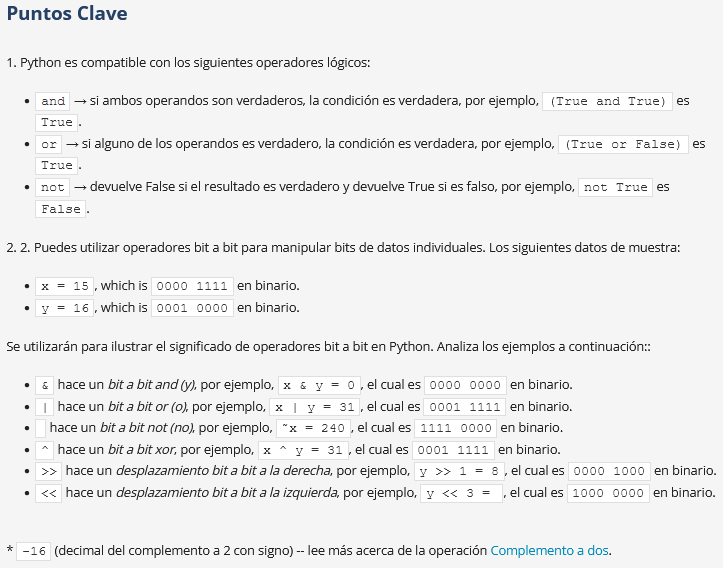 Puntos Clave
1. Python es compatible con los siguientes operadores lógicos:
• and → si ambos operandos son verdaderos, la condición es verdadera, por ejemplo, (True and True) es
True.
• or → si alguno de los operandos es verdadero, la condición es verdadera, por ejemplo, (True or False) es
True.
• not → devuelve False si el resultado es verdadero y devuelve True si es falso, por ejemplo, not True es
False.
2. 2. Puedes utilizar operadores bit a bit para manipular bits de datos individuales. Los siguientes datos de muestra:
• x = 15, which is 0000 1111 en binario.
• y = 16, which is 0001 0000 en binario.
Se utilizarán para ilustrar el significado de operadores bit a bit en Python. Analiza los ejemplos a continuación::
• & hace un bit a bit and (y), por ejemplo, x & y = 0, el cual es 0000 0000 en binario.
• | hace un bit a bit or (o), por ejemplo, x | y = 31, el cual es 0001 1111 en binario.
• hace un bit a bit not (no), por ejemplo, ˜x = 240, el cual es 1111 0000 en binario.
• ^ hace un bit a bit xor, por ejemplo, x ^ y = 31, el cual es 0001 1111 en binario.
• >> hace un desplazamiento bit a bit a la derecha, por ejemplo, y >> 1 = 8, el cual es 0000 1000 en binario.
• << hace un desplazamiento bit a bit a la izquierda, por ejemplo, y << 3 = , el cual es 1000 0000 en binario.
* -16 (decimal del complemento a 2 con signo) -- lee más acerca de la operación Complemento a dos.